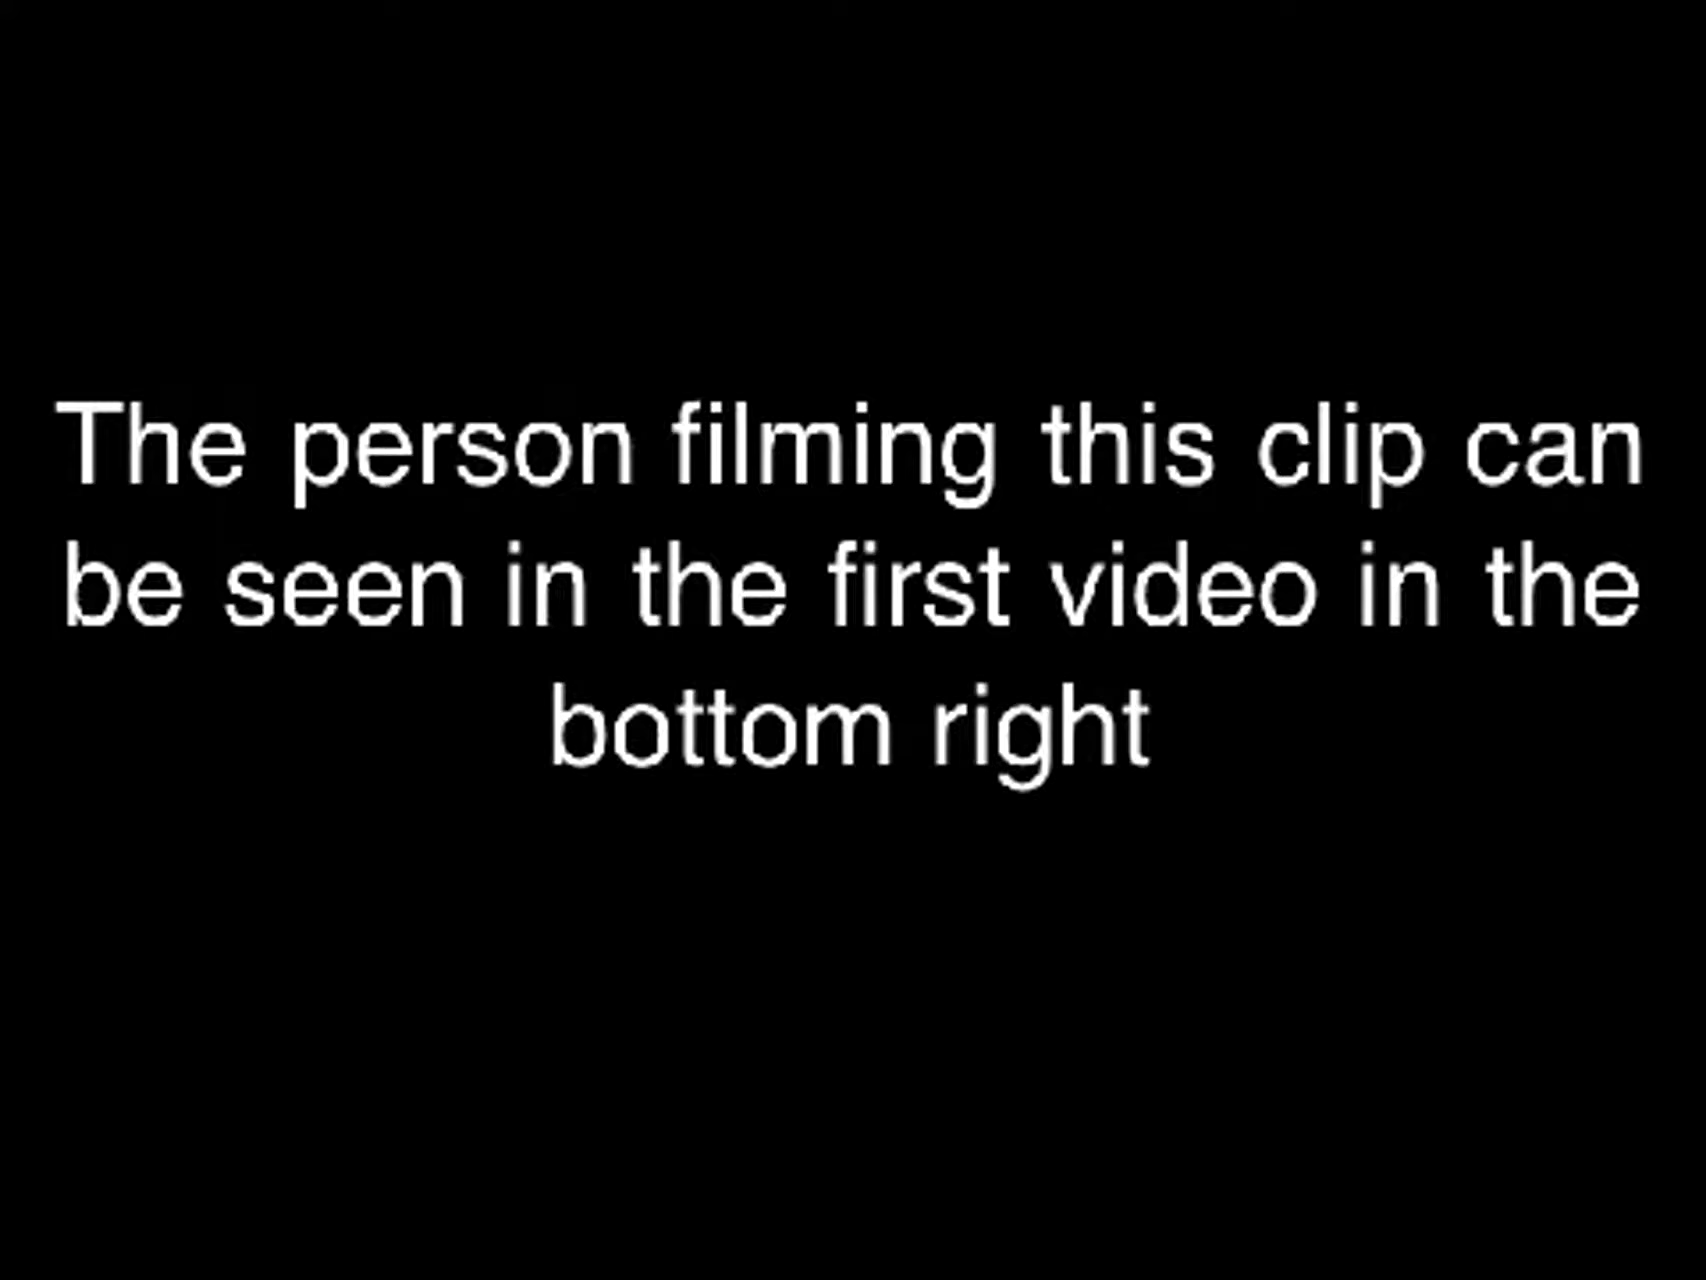 The person filming this clip can
be seen in the first video in the
bottom right